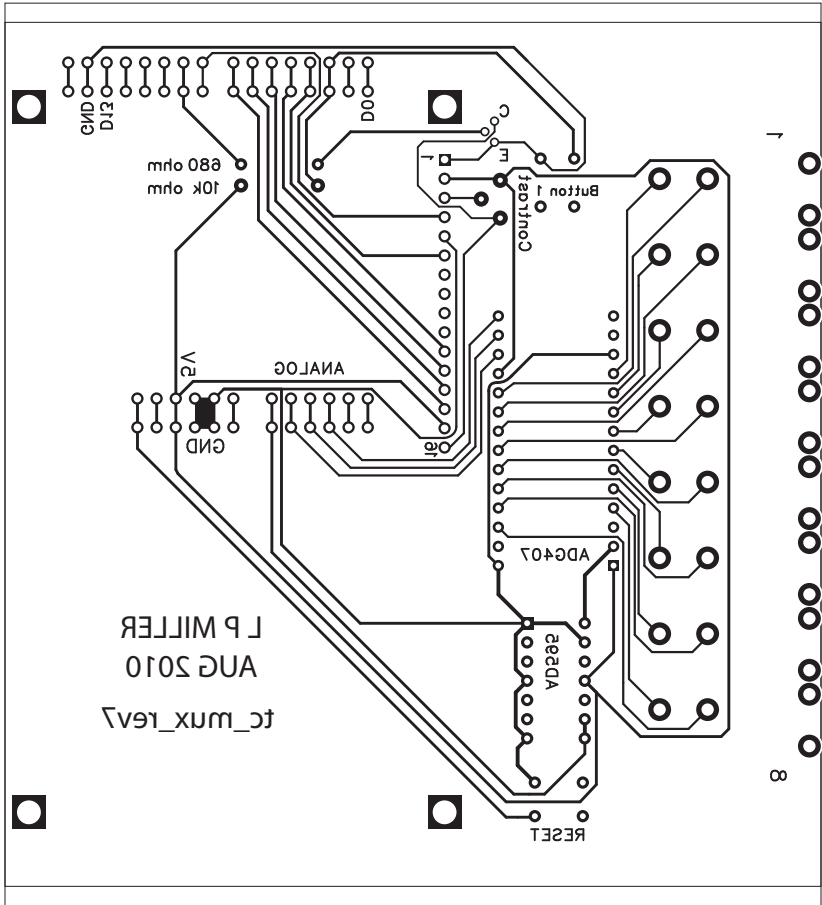 GND
D13
D0
C
E
1
1
680 ohm
10k ohm
Contrast
Button 1
5V
ANALOG
GND
16
ADG407
L P MILLER
AUG 2010
tc_mux_rev7
AD595
RESET
8